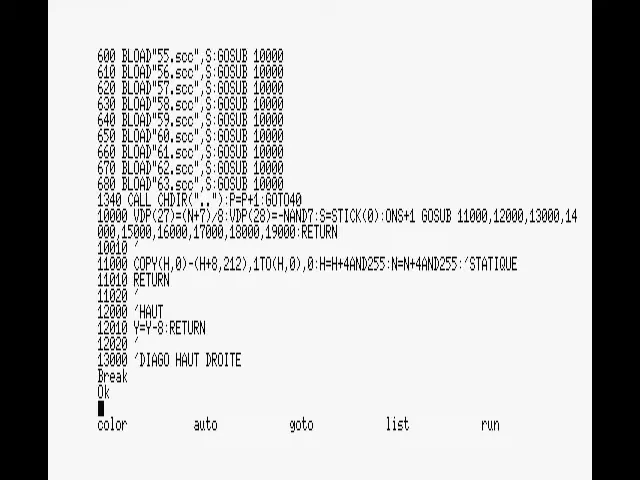 600 BLOAD"55.scc",S:GOSUB 10000
610 BLOAD"56.scc",S:GOSUB 10000
620 BLOAD"57.scc",S:GOSUB 10000
630 BLOAD"58.scc",S:GOSUB 10000
640 BLOAD"59.scc",S:GOSUB 10000
650 BLOAD"60.scc",S:GOSUB 10000
660 BLOAD"61.scc",S:GOSUB 10000
670 BLOAD"62.scc",S:GOSUB 10000
680 BLOAD"63.scc",S:GOSUB 10000
1340 CALL CHDIR(".."):P=P+1:GOTO40
10000 VDP(27)=(N+7)/8:VDP(28)=-NAND7:S=STICK(0):ONS+1 GOSUB 11000,12000,13000,14
000,15000,16000,17000,18000,19000:RETURN
10010 '
11000 COPY(H,0)-(H+8,212),1TO(H,0),0:H=H+4AND255:N=N+4AND255:'STATIQUE
11010 RETURN
11020 '
12000 'HAUT
12010 Y=Y-8:RETURN
12020 '
13000 'DIAGO HAUT DROITE
Break
Ok
color auto goto list run